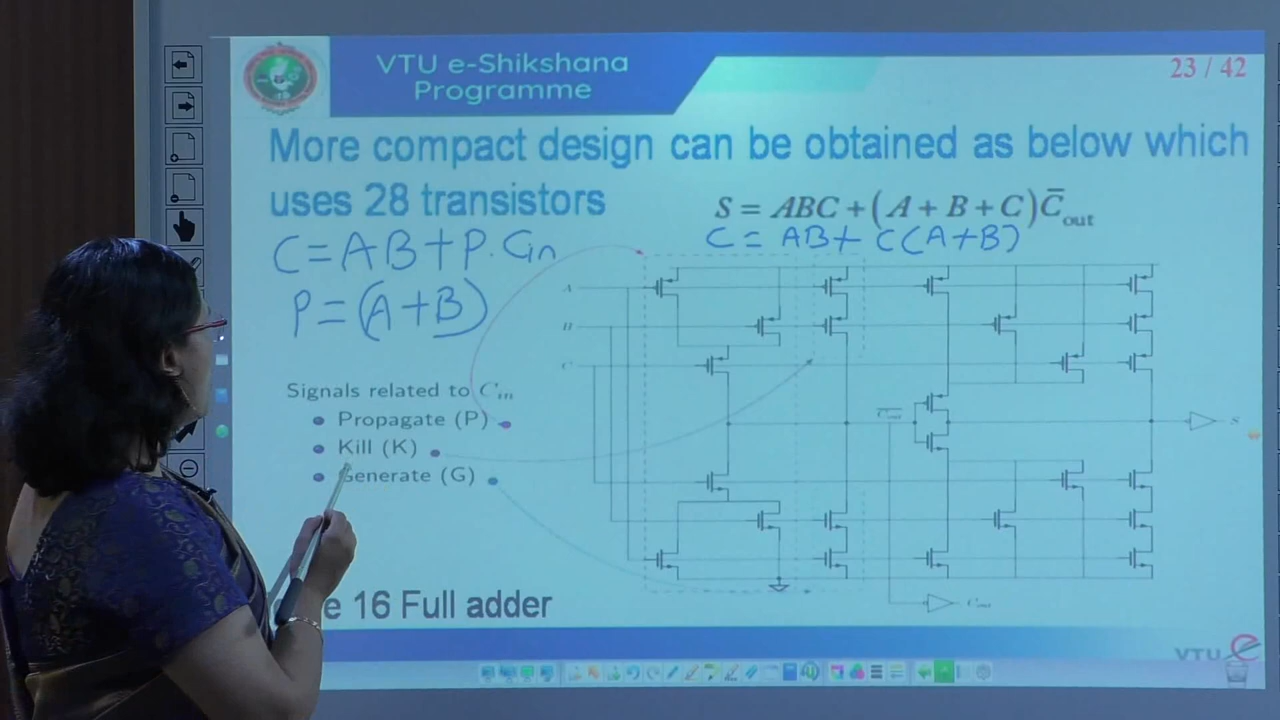 VTU e-Shikshana
Programme
23 / 42
More compact design can be obtained as below which
uses 28 transistors
S = ABC + (A + B + C) C̅out
C = AB + P. Cin
C = AB + C(A+B)
P = (A+B)
A
B
C
Signals related to Cin
Propagate (P)
Kill (K)
Generate (G)
S
Cout
16 Full adder
VTU e